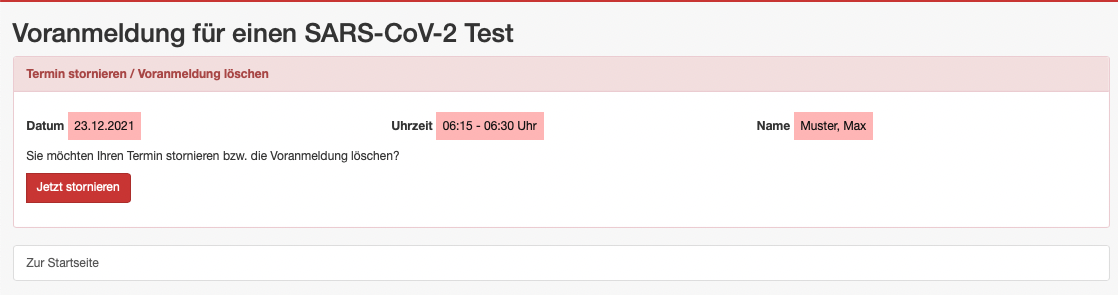 Voranmeldung für einen SARS-CoV-2 Test
Termin stornieren / Voranmeldung löschen
Datum 23.12.2021 Uhrzeit 06:15 - 06:30 Uhr Name Muster, Max
Sie möchten Ihren Termin stornieren bzw. die Voranmeldung löschen?
Jetzt stornieren
Zur Startseite